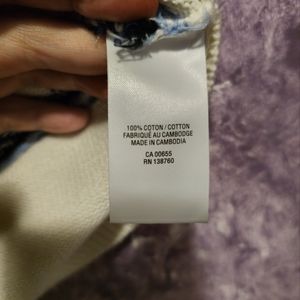 100% COTON / COTTON
FABRIQUÉ AU CAMBODGE
MADE IN CAMBODIA
CA 00655
RN 138760